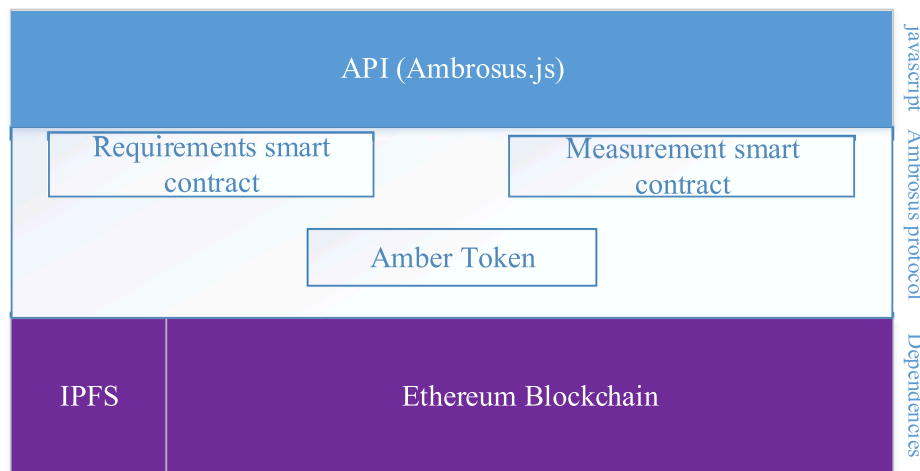 API (Ambrosus.js)
javascript
Requirements smart
contract
Measurement smart
contract
Amber Token
Ambrosus protocol
IPFS
Ethereum Blockchain
Dependencies